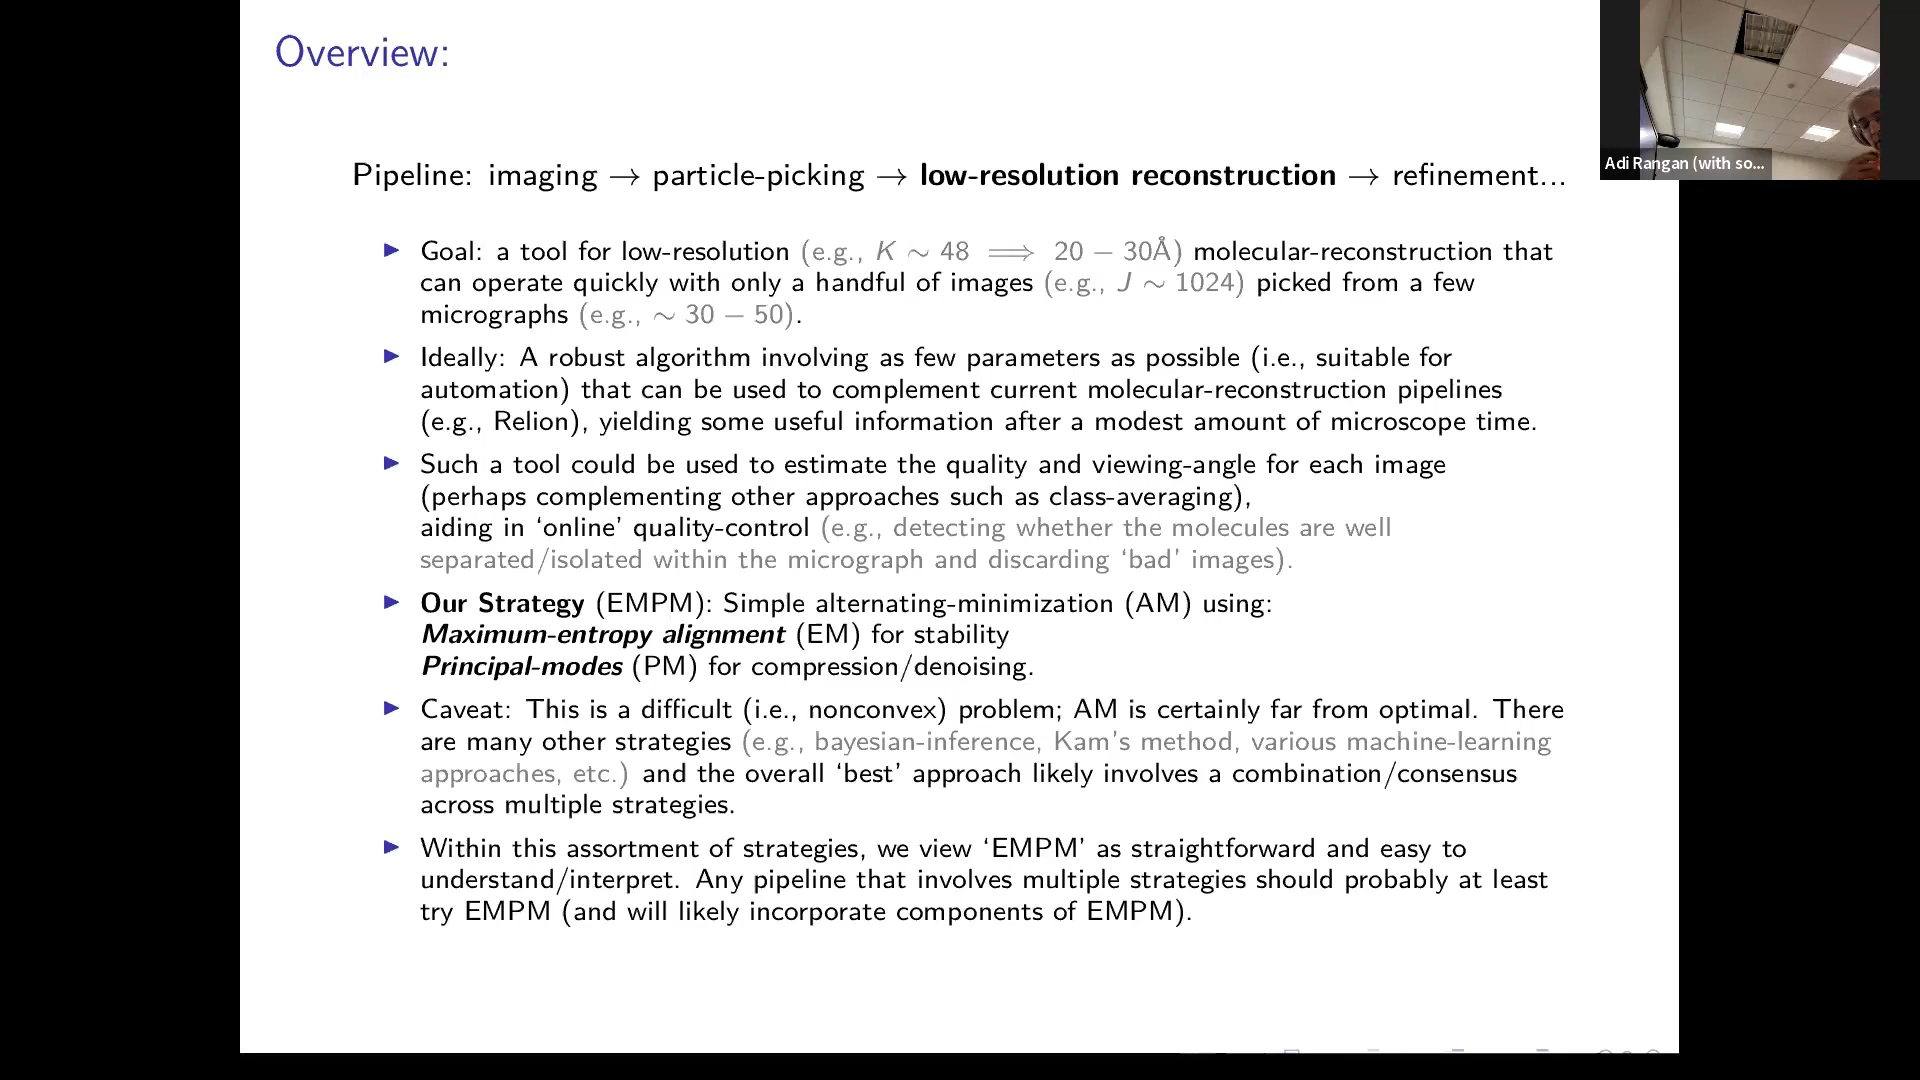 Overview:
Adi Rangan (with so...
Pipeline: imaging → particle-picking → low-resolution reconstruction → refinement...
▶ Goal: a tool for low-resolution (e.g., K ∼ 48 ⟹ 20 − 30Å) molecular-reconstruction that
can operate quickly with only a handful of images (e.g., J ∼ 1024) picked from a few
micrographs (e.g., ∼ 30 − 50).
▶ Ideally: A robust algorithm involving as few parameters as possible (i.e., suitable for
automation) that can be used to complement current molecular-reconstruction pipelines
(e.g., Relion), yielding some useful information after a modest amount of microscope time.
▶ Such a tool could be used to estimate the quality and viewing-angle for each image
(perhaps complementing other approaches such as class-averaging),
aiding in ‘online’ quality-control (e.g., detecting whether the molecules are well
separated/isolated within the micrograph and discarding ‘bad’ images).
▶ Our Strategy (EMPM): Simple alternating-minimization (AM) using:
Maximum-entropy alignment (EM) for stability
Principal-modes (PM) for compression/denoising.
▶ Caveat: This is a difficult (i.e., nonconvex) problem; AM is certainly far from optimal. There
are many other strategies (e.g., bayesian-inference, Kam's method, various machine-learning
approaches, etc.) and the overall ‘best’ approach likely involves a combination/consensus
across multiple strategies.
▶ Within this assortment of strategies, we view ‘EMPM’ as straightforward and easy to
understand/interpret. Any pipeline that involves multiple strategies should probably at least
try EMPM (and will likely incorporate components of EMPM).